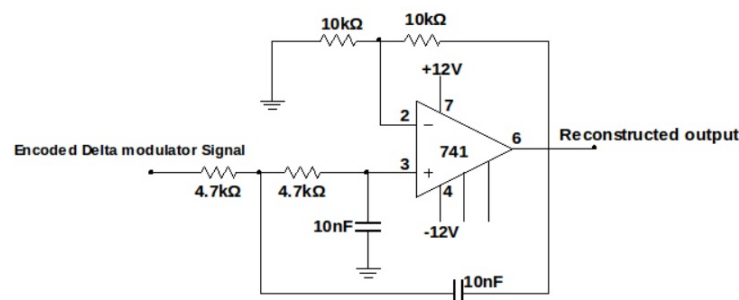 10kΩ
10kΩ
+12V
7
2
−
6
Reconstructed output
Encoded Delta modulator Signal
741
3
+
4.7kΩ
4.7kΩ
4
10nF
-12V
10nF